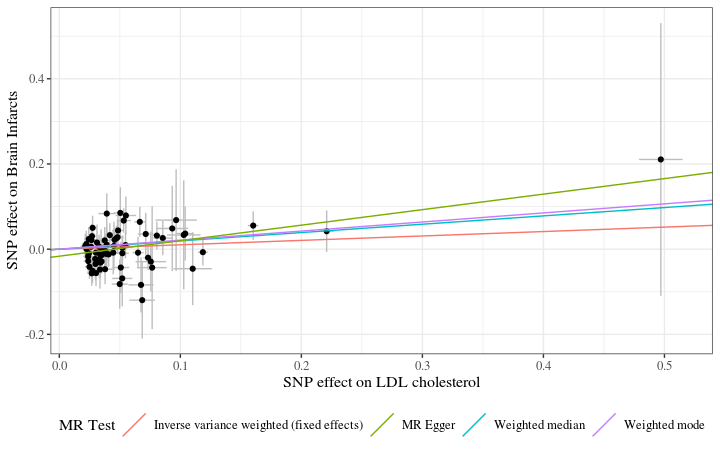 SNP effect on Brain Infarcts
0.4
0.2
0.0
-0.2
0.0 0.1 0.2 0.3 0.4 0.5
SNP effect on LDL cholesterol
MR Test Inverse variance weighted (fixed effects) MR Egger Weighted median Weighted mode